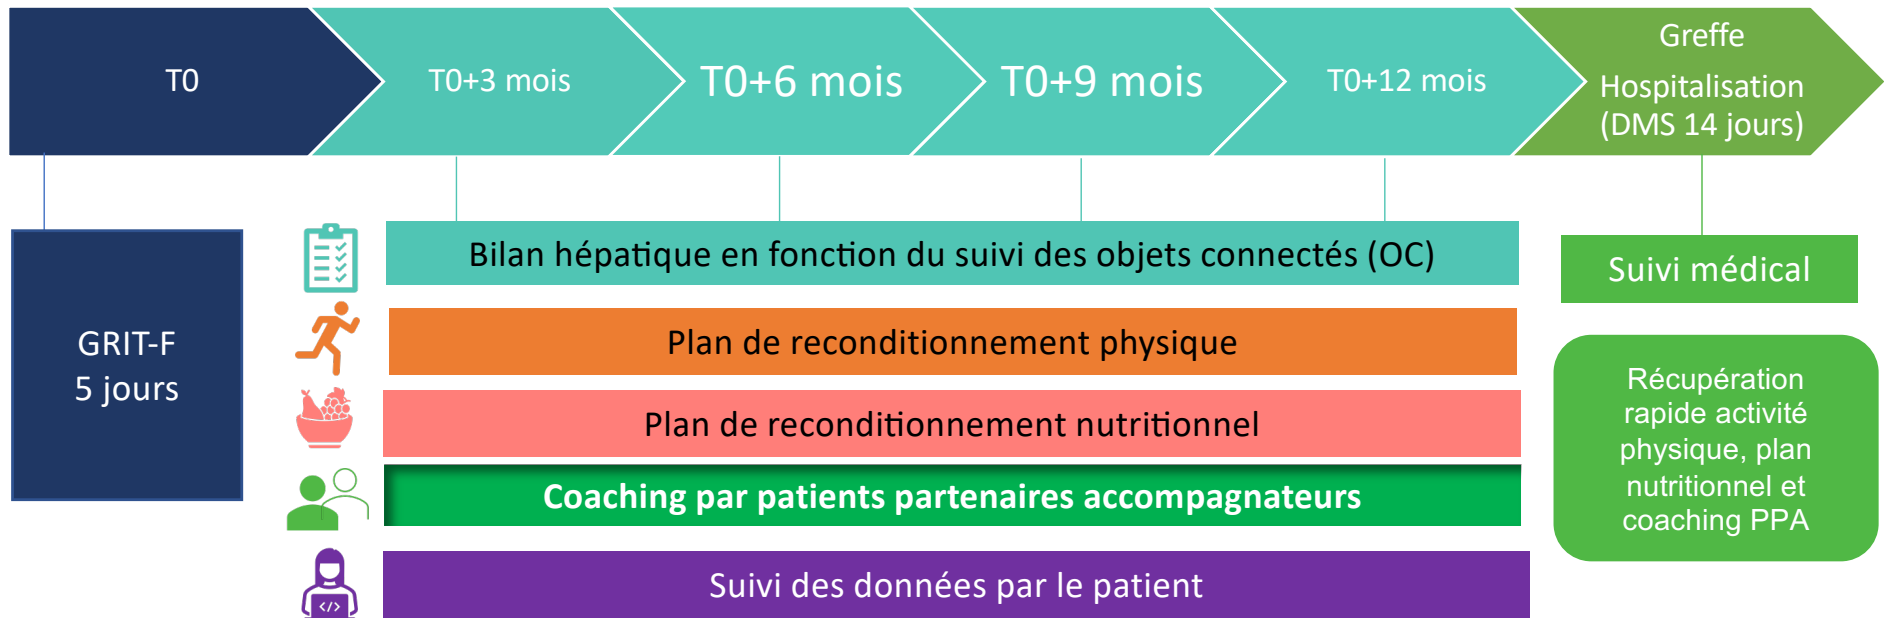 T0
T0+3 mois
T0+6 mois
T0+9 mois
T0+12 mois
Greffe
Hospitalisation
(DMS 14 jours)
GRIT-F
5 jours
Bilan hépatique en fonction du suivi des objets connectés (OC)
Plan de reconditionnement physique
Plan de reconditionnement nutritionnel
Coaching par patients partenaires accompagnateurs
</>
Suivi des données par le patient
Suivi médical
Récupération
rapide activité
physique, plan
nutritionnel et
coaching PPA